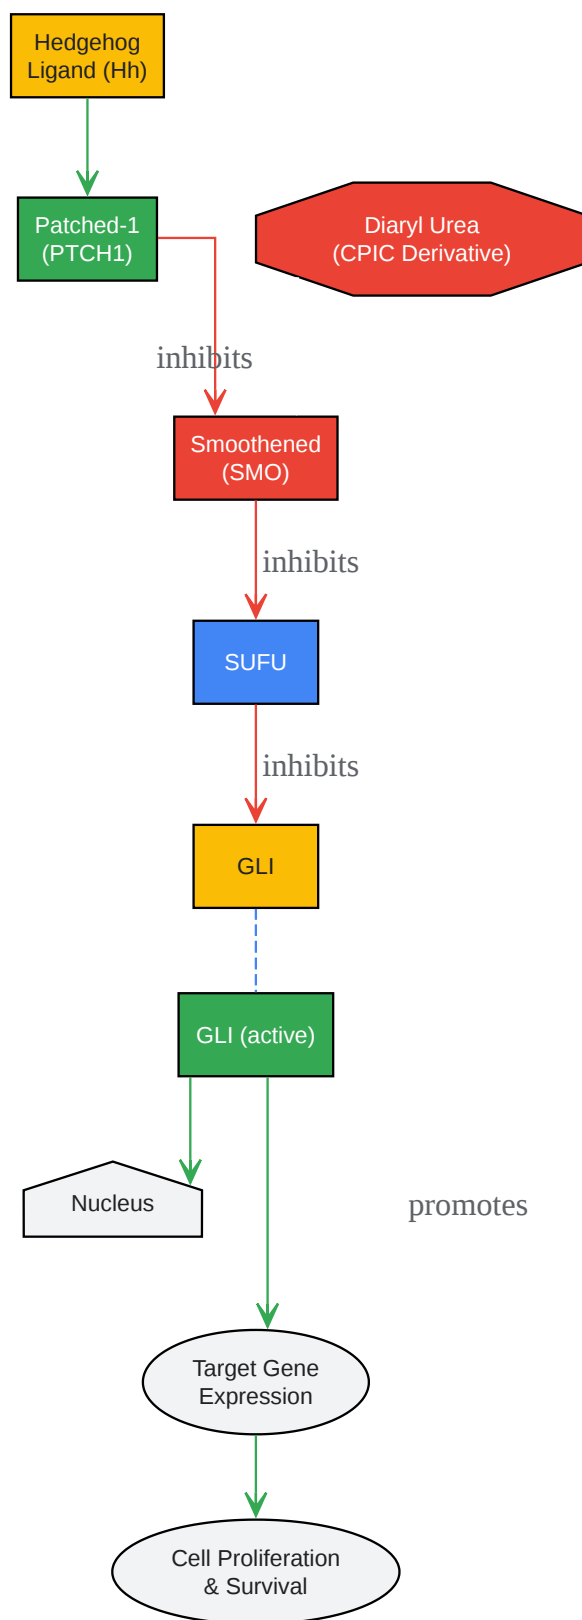 Hedgehog
Ligand (Hh)
Patched-1
(PTCH1)
Diaryl Urea
(CPIC Derivative)
inhibits
Smoothened
(SMO)
inhibits
SUFU
inhibits
GLI
GLI (active)
Nucleus
promotes
Target Gene
Expression
Cell Proliferation
& Survival